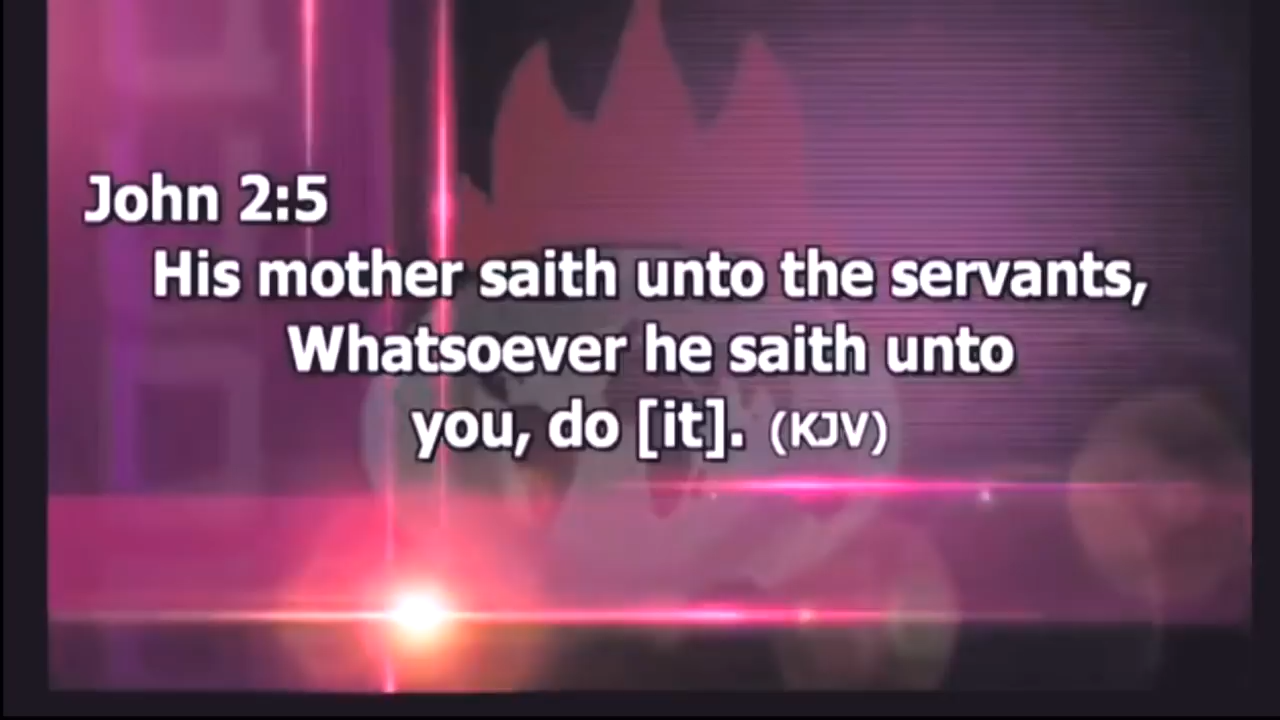 John 2:5
His mother saith unto the servants,
Whatsoever he saith unto
you, do [it]. (KJV)